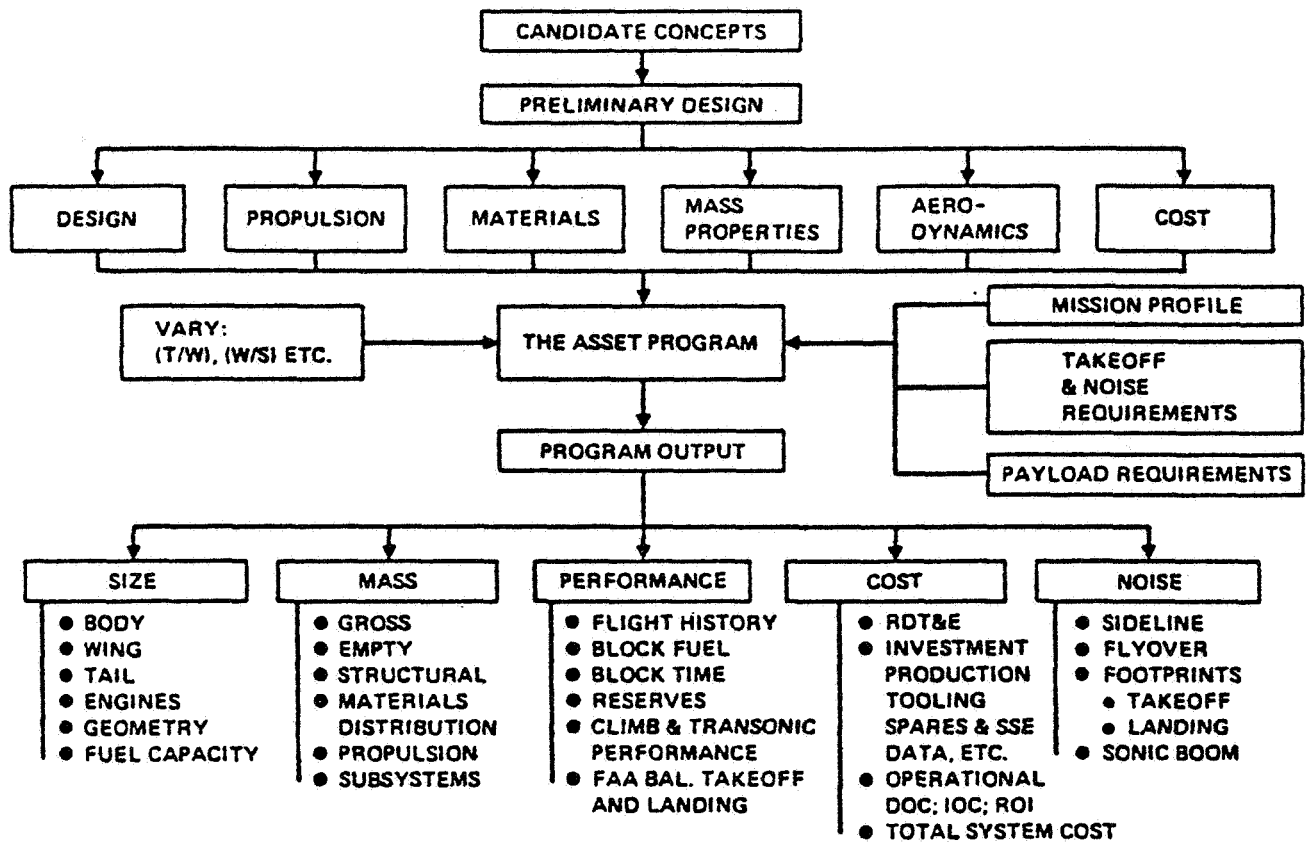 CANDIDATE CONCEPTS
PRELIMINARY DESIGN
DESIGN
PROPULSION
MATERIALS
MASS
PROPERTIES
AERO-
DYNAMICS
COST
VARY:
(T/W), (W/S) ETC.
THE ASSET PROGRAM
MISSION PROFILE
TAKEOFF
& NOISE
REQUIREMENTS
PAYLOAD REQUIREMENTS
PROGRAM OUTPUT
SIZE
● BODY
● WING
● TAIL
● ENGINES
● GEOMETRY
● FUEL CAPACITY
MASS
● GROSS
● EMPTY
● STRUCTURAL
● MATERIALS
DISTRIBUTION
● PROPULSION
● SUBSYSTEMS
PERFORMANCE
● FLIGHT HISTORY
● BLOCK FUEL
● BLOCK TIME
● RESERVES
● CLIMB & TRANSONIC
PERFORMANCE
● FAA BAL. TAKEOFF
AND LANDING
COST
● RDT&E
● INVESTMENT
PRODUCTION
TOOLING
SPARES & SSE
DATA, ETC.
● OPERATIONAL
DOC; IOC; ROI
● TOTAL SYSTEM COST
NOISE
● SIDELINE
● FLYOVER
● FOOTPRINTS
● TAKEOFF
● LANDING
● SONIC BOOM